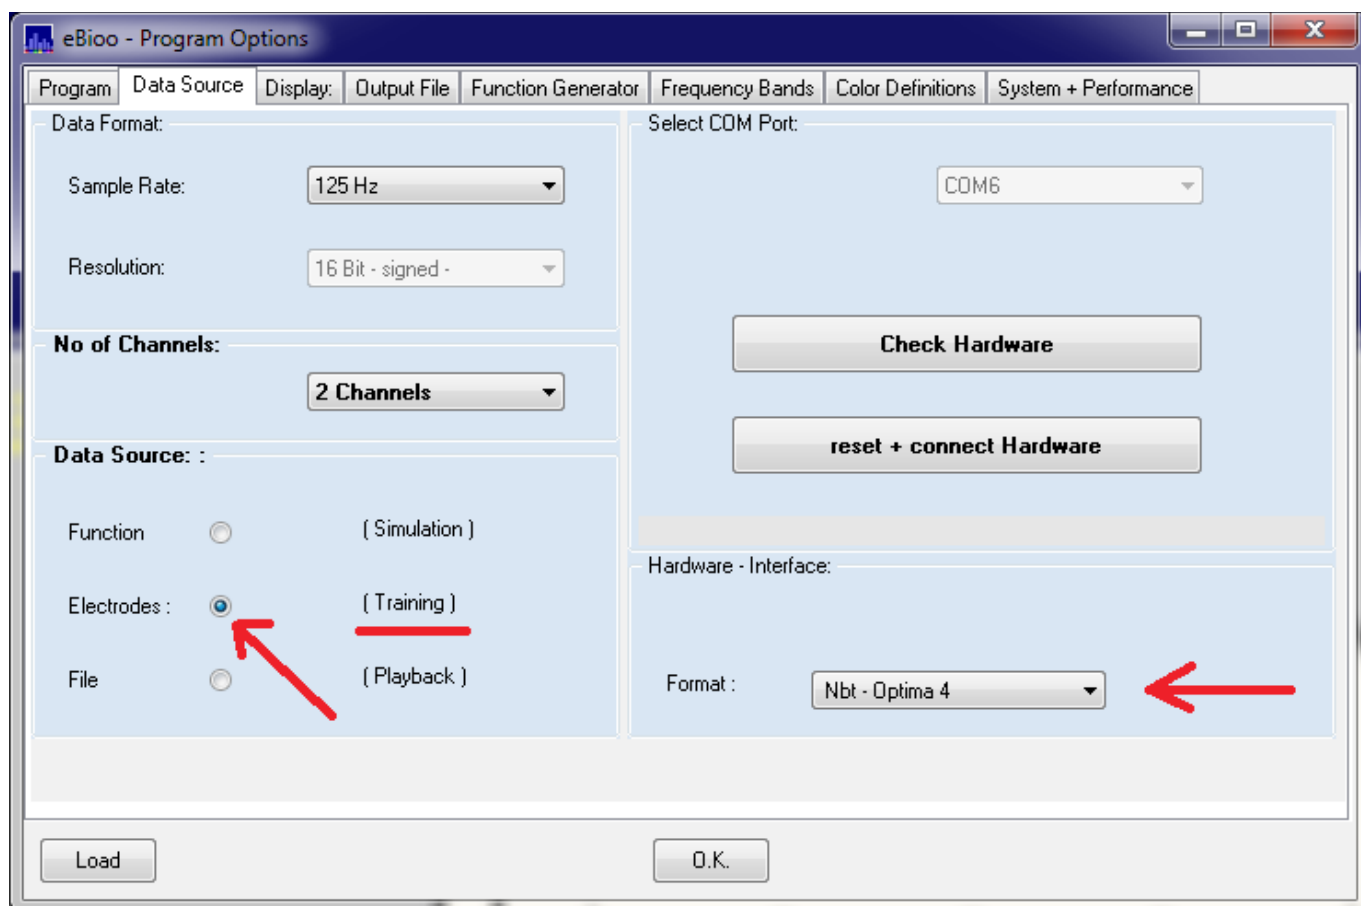 eBioo - Program Options
Program Data Source Display: Output File Function Generator Frequency Bands Color Definitions System + Performance
Data Format:
Sample Rate: 125 Hz
Resolution: 16 Bit - signed -
No of Channels:
2 Channels
Data Source: :
Function ( Simulation )
Electrodes : ( Training )
File ( Playback )
Select COM Port:
COM6
Check Hardware
reset + connect Hardware
Hardware - Interface:
Format : Nbt - Optima 4
Load O.K.